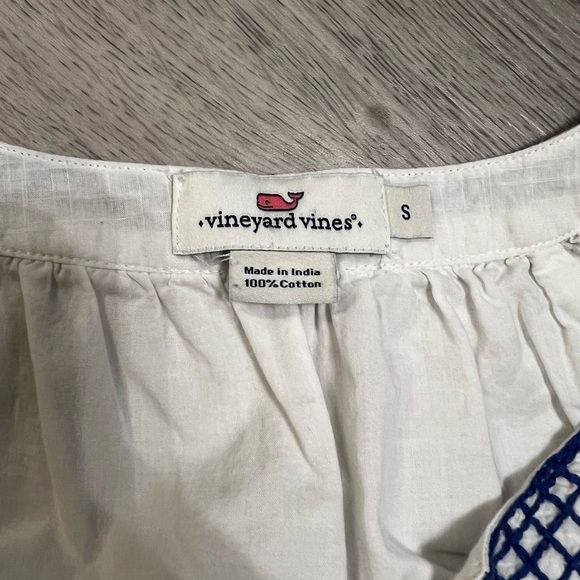 vineyard vines®
S
Made in India
100% Cotton